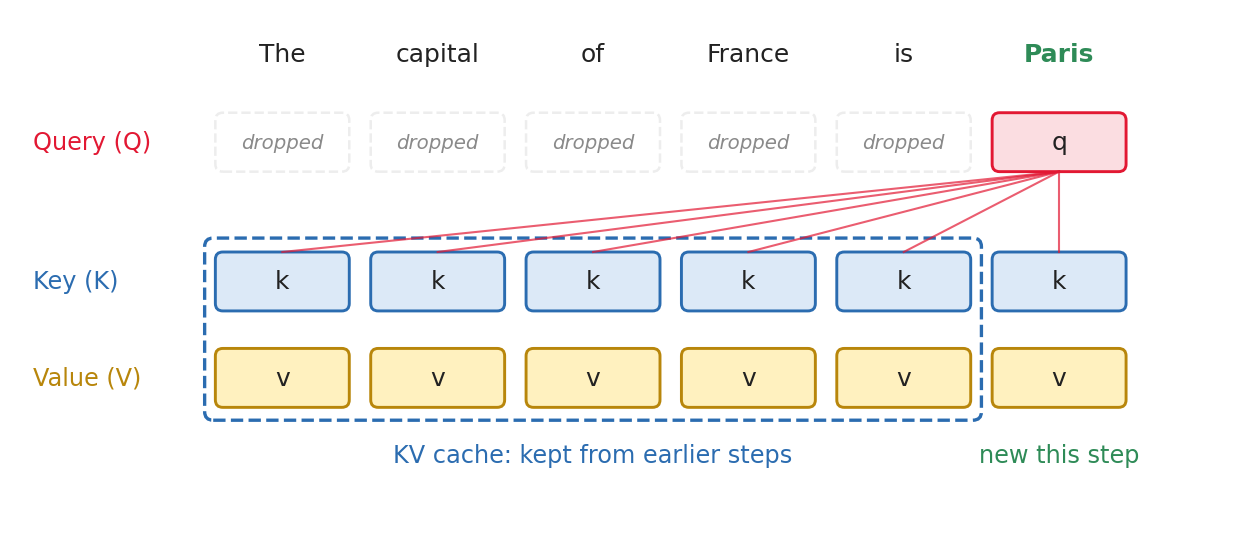 The capital of France is Paris
Query (Q) dropped dropped dropped dropped dropped q
Key (K) k k k k k k
Value (V) v v v v v v
KV cache: kept from earlier steps new this step